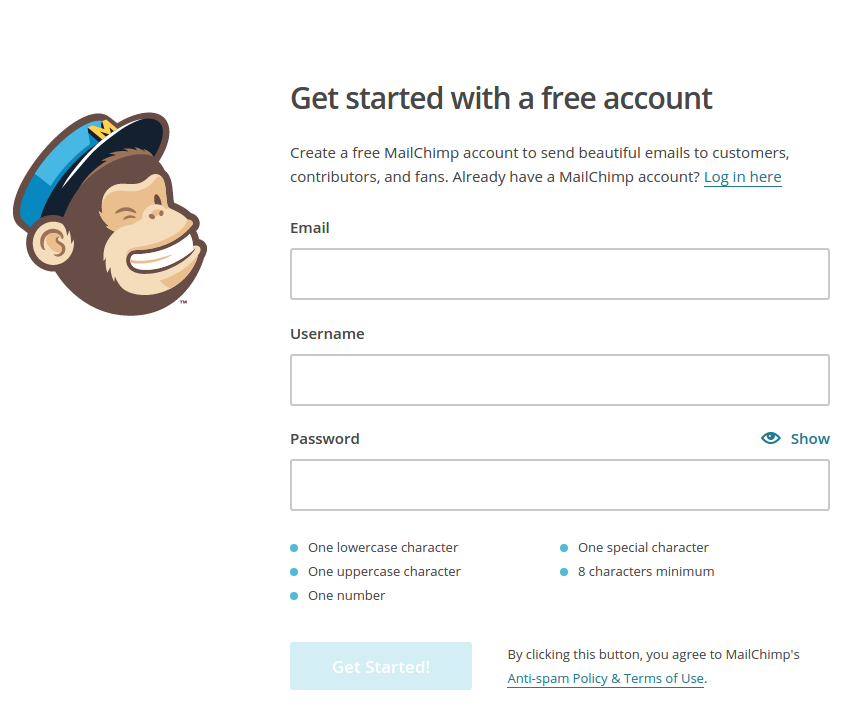 Get started with a free account
Create a free MailChimp account to send beautiful emails to customers,
contributors, and fans. Already have a MailChimp account? Log in here
Email
Username
Password
Show
One lowercase character
One special character
One uppercase character
8 characters minimum
One number
Get Started!
By clicking this button, you agree to MailChimp's
Anti-spam Policy & Terms of Use.
M
™